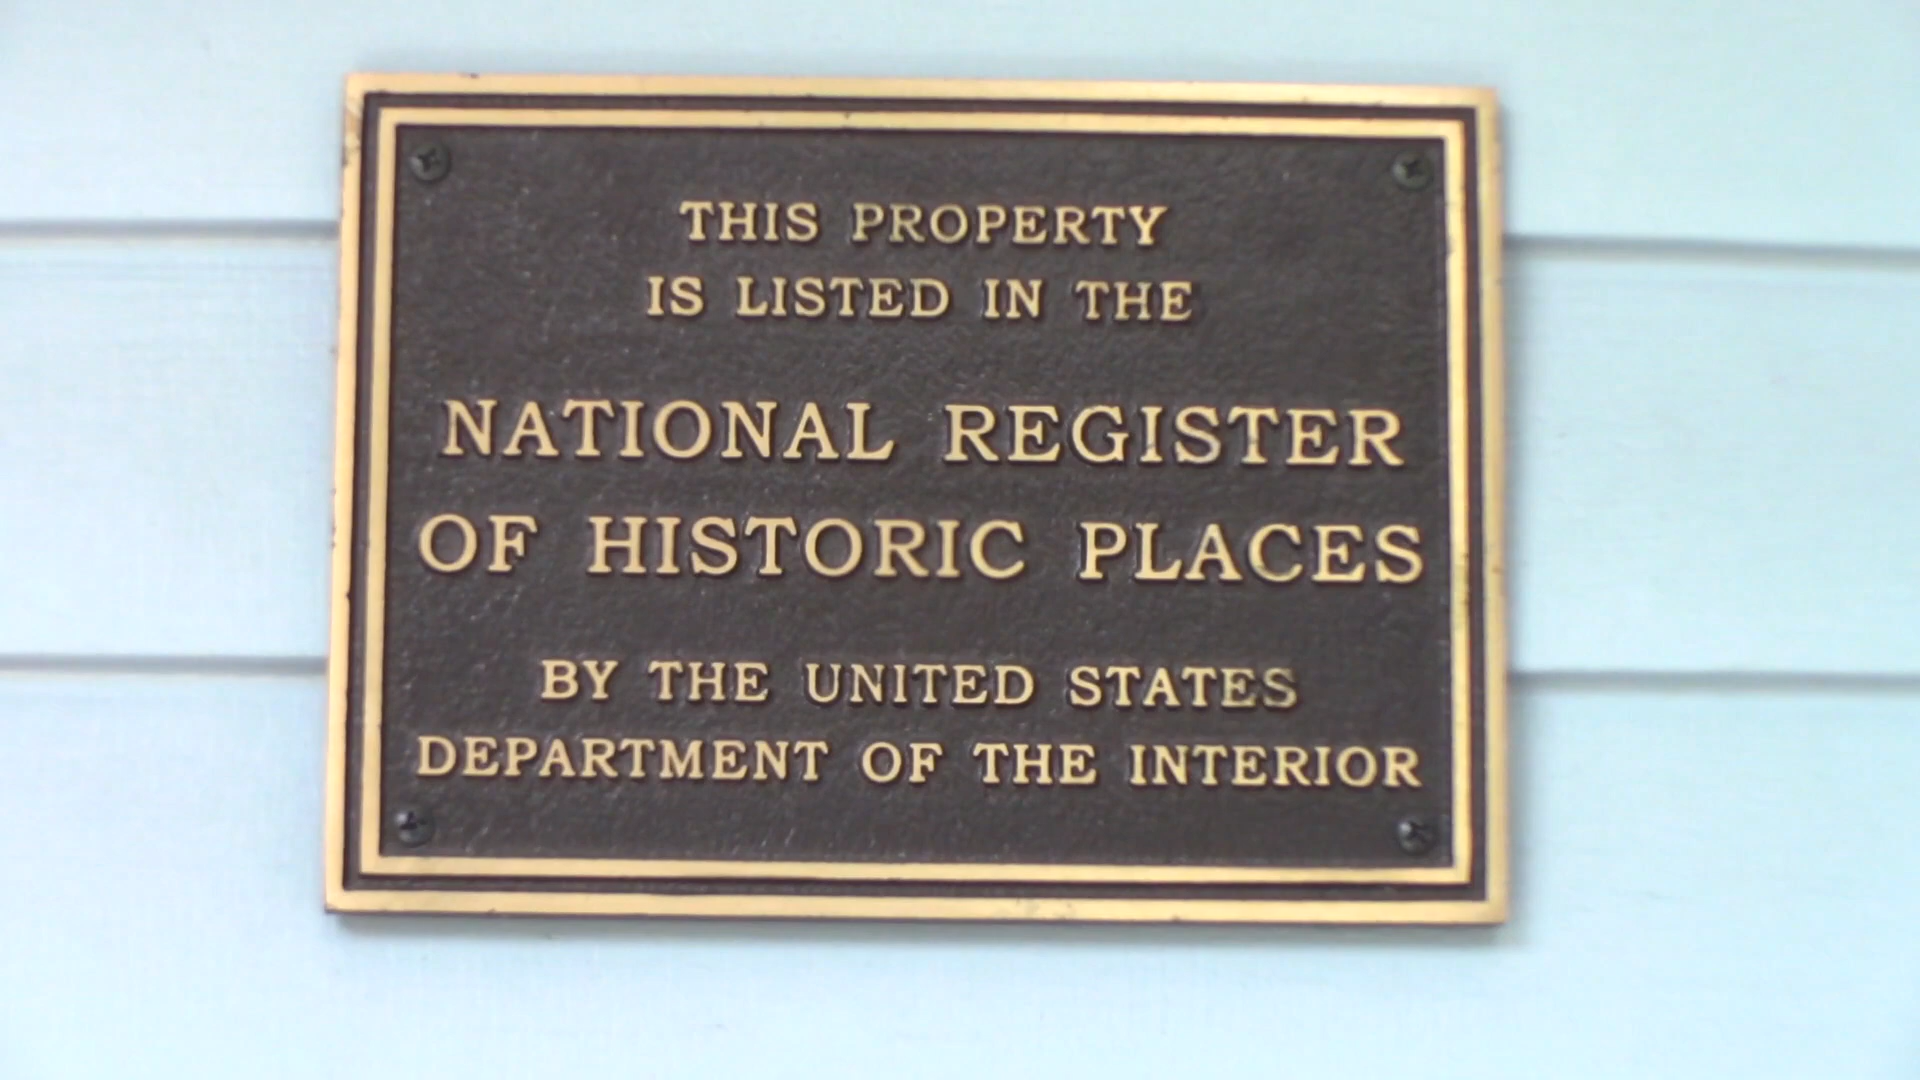 THIS PROPERTY
IS LISTED IN THE
NATIONAL REGISTER
OF HISTORIC PLACES
BY THE UNITED STATES
DEPARTMENT OF THE INTERIOR